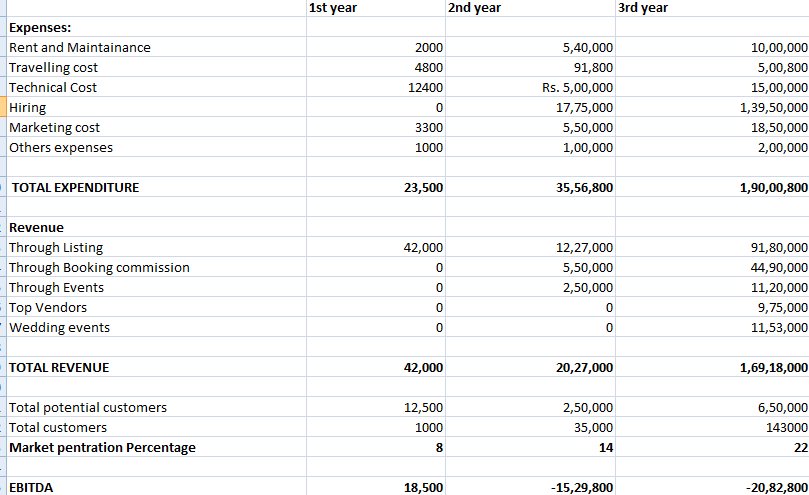 1st year 2nd year 3rd year
Expenses:
Rent and Maintainance 2000 5,40,000 10,00,000
Travelling cost 4800 91,800 5,00,800
Technical Cost 12400 Rs. 5,00,000 15,00,000
Hiring 0 17,75,000 1,39,50,000
Marketing cost 3300 5,50,000 18,50,000
Others expenses 1000 1,00,000 2,00,000
TOTAL EXPENDITURE 23,500 35,56,800 1,90,00,800
Revenue
Through Listing 42,000 12,27,000 91,80,000
Through Booking commission 0 5,50,000 44,90,000
Through Events 0 2,50,000 11,20,000
Top Vendors 0 0 9,75,000
Wedding events 0 0 11,53,000
TOTAL REVENUE 42,000 20,27,000 1,69,18,000
Total potential customers 12,500 2,50,000 6,50,000
Total customers 1000 35,000 143000
Market pentration Percentage 8 14 22
EBITDA 18,500 -15,29,800 -20,82,800